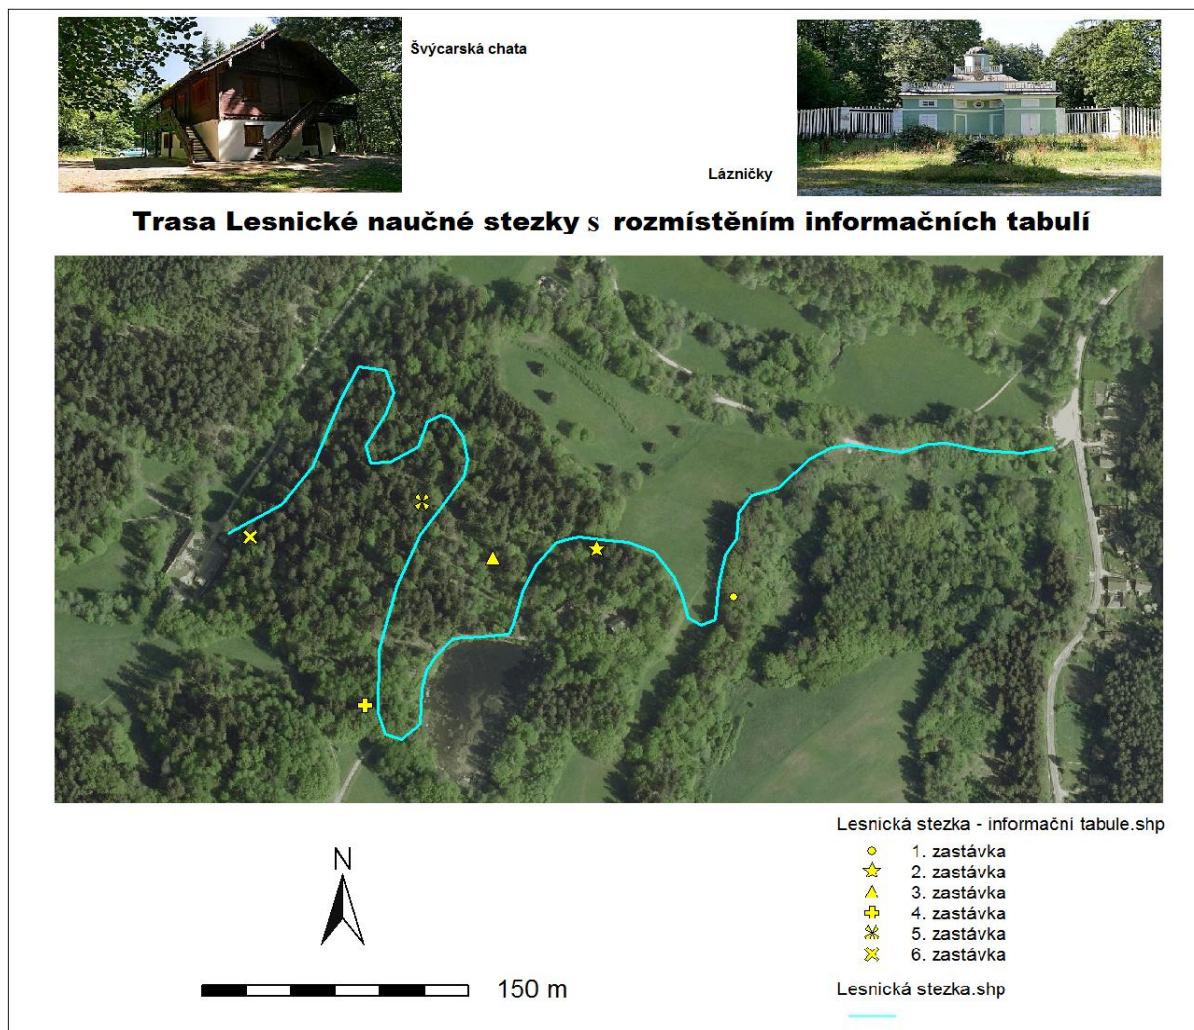 Švýcarská chata
Lázničky
Trasa Lesnické naučné stezky s rozmístěním informačních tabulí
Lesnická stezka - informační tabule.shp
1. zastávka
2. zastávka
3. zastávka
4. zastávka
5. zastávka
6. zastávka
Lesnická stezka.shp
N
150 m